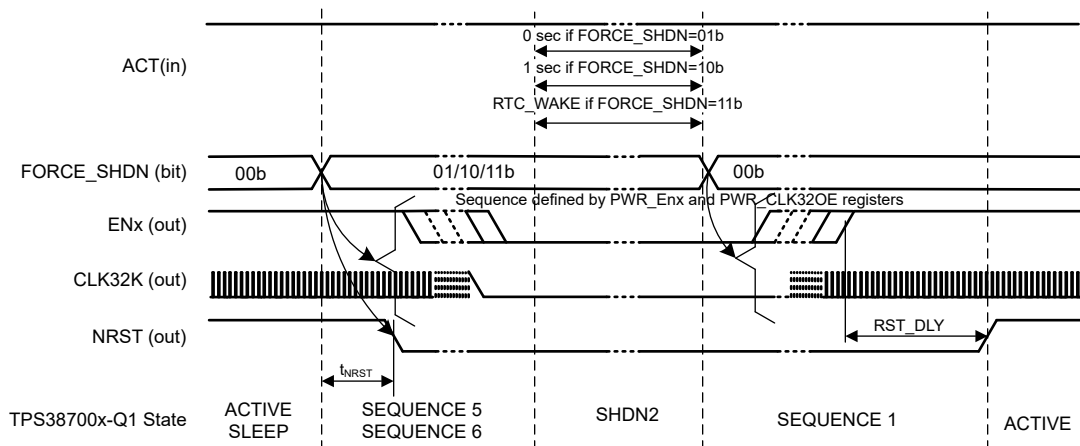 0 sec if FORCE_SHDN=01b
ACT(in)
1 sec if FORCE_SHDN=10b
RTC_WAKE if FORCE_SHDN=11b
FORCE_SHDN (bit)
00b
01/10/11b
00b
Sequence defined by PWR_Enx and PWR_CLK32OE registers
ENx (out)
CLK32K (out)
NRST (out)
RST_DLY
tNRST
TPS38700x-Q1 State
ACTIVE
SLEEP
SEQUENCE 5
SEQUENCE 6
SHDN2
SEQUENCE 1
ACTIVE